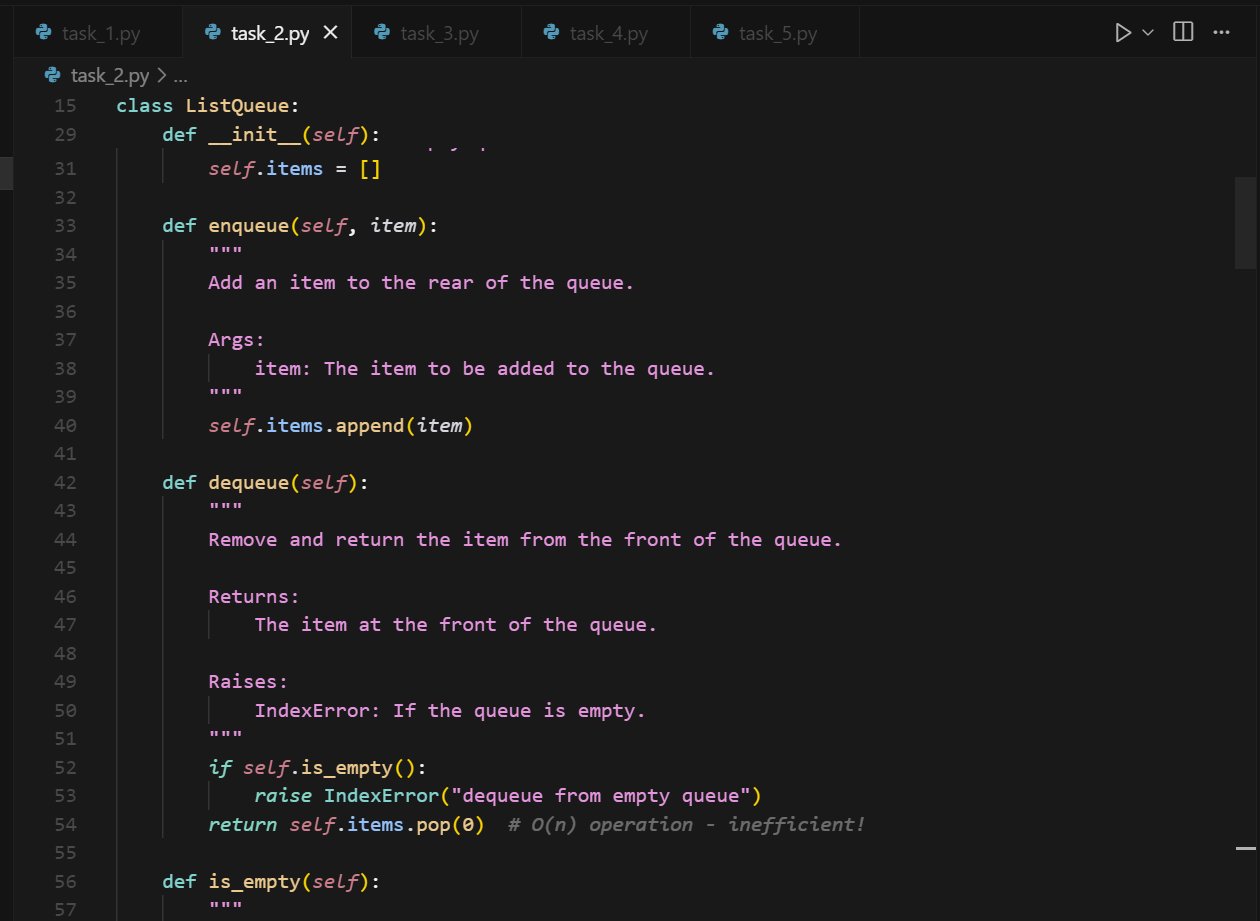 task_1.py task_2.py task_3.py task_4.py task_5.py
task_2.py > ...
15 class ListQueue:
29 def __init__(self):
31 self.items = []
32
33 def enqueue(self, item):
34 """
35 Add an item to the rear of the queue.
36
37 Args:
38 item: The item to be added to the queue.
39 """
40 self.items.append(item)
41
42 def dequeue(self):
43 """
44 Remove and return the item from the front of the queue.
45
46 Returns:
47 The item at the front of the queue.
48
49 Raises:
50 IndexError: If the queue is empty.
51 """
52 if self.is_empty():
53 raise IndexError("dequeue from empty queue")
54 return self.items.pop(0)  # O(n) operation - inefficient!
55
56 def is_empty(self):
57 """